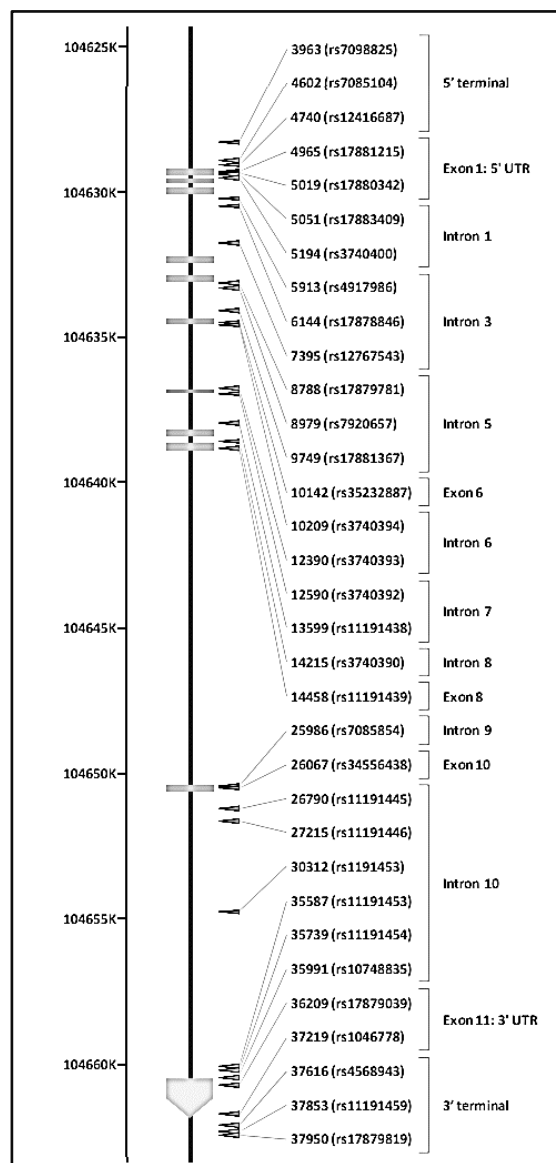 104625K
104630K
104635K
104640K
104645K
104650K
104655K
104660K
3963 (rs7098825)
4602 (rs7085104)
4740 (rs12416687)
4965 (rs17881215)
5019 (rs17880342)
5051 (rs17883409)
5194 (rs3740400)
5913 (rs4917986)
6144 (rs17878846)
7395 (rs12767543)
8788 (rs17879781)
8979 (rs7920657)
9749 (rs17881367)
10142 (rs35232887)
10209 (rs3740394)
12390 (rs3740393)
12590 (rs3740392)
13599 (rs11191438)
14215 (rs3740390)
14458 (rs11191439)
25986 (rs7085854)
26067 (rs34556438)
26790 (rs11191445)
27215 (rs11191446)
30312 (rs1191453)
35587 (rs11191453)
35739 (rs11191454)
35991 (rs10748835)
36209 (rs17879039)
37219 (rs1046778)
37616 (rs4568943)
37853 (rs11191459)
37950 (rs17879819)
5' terminal
Exon 1: 5' UTR
Intron 1
Intron 3
Intron 5
Exon 6
Intron 6
Intron 7
Intron 8
Exon 8
Intron 9
Exon 10
Intron 10
Exon 11: 3' UTR
3' terminal